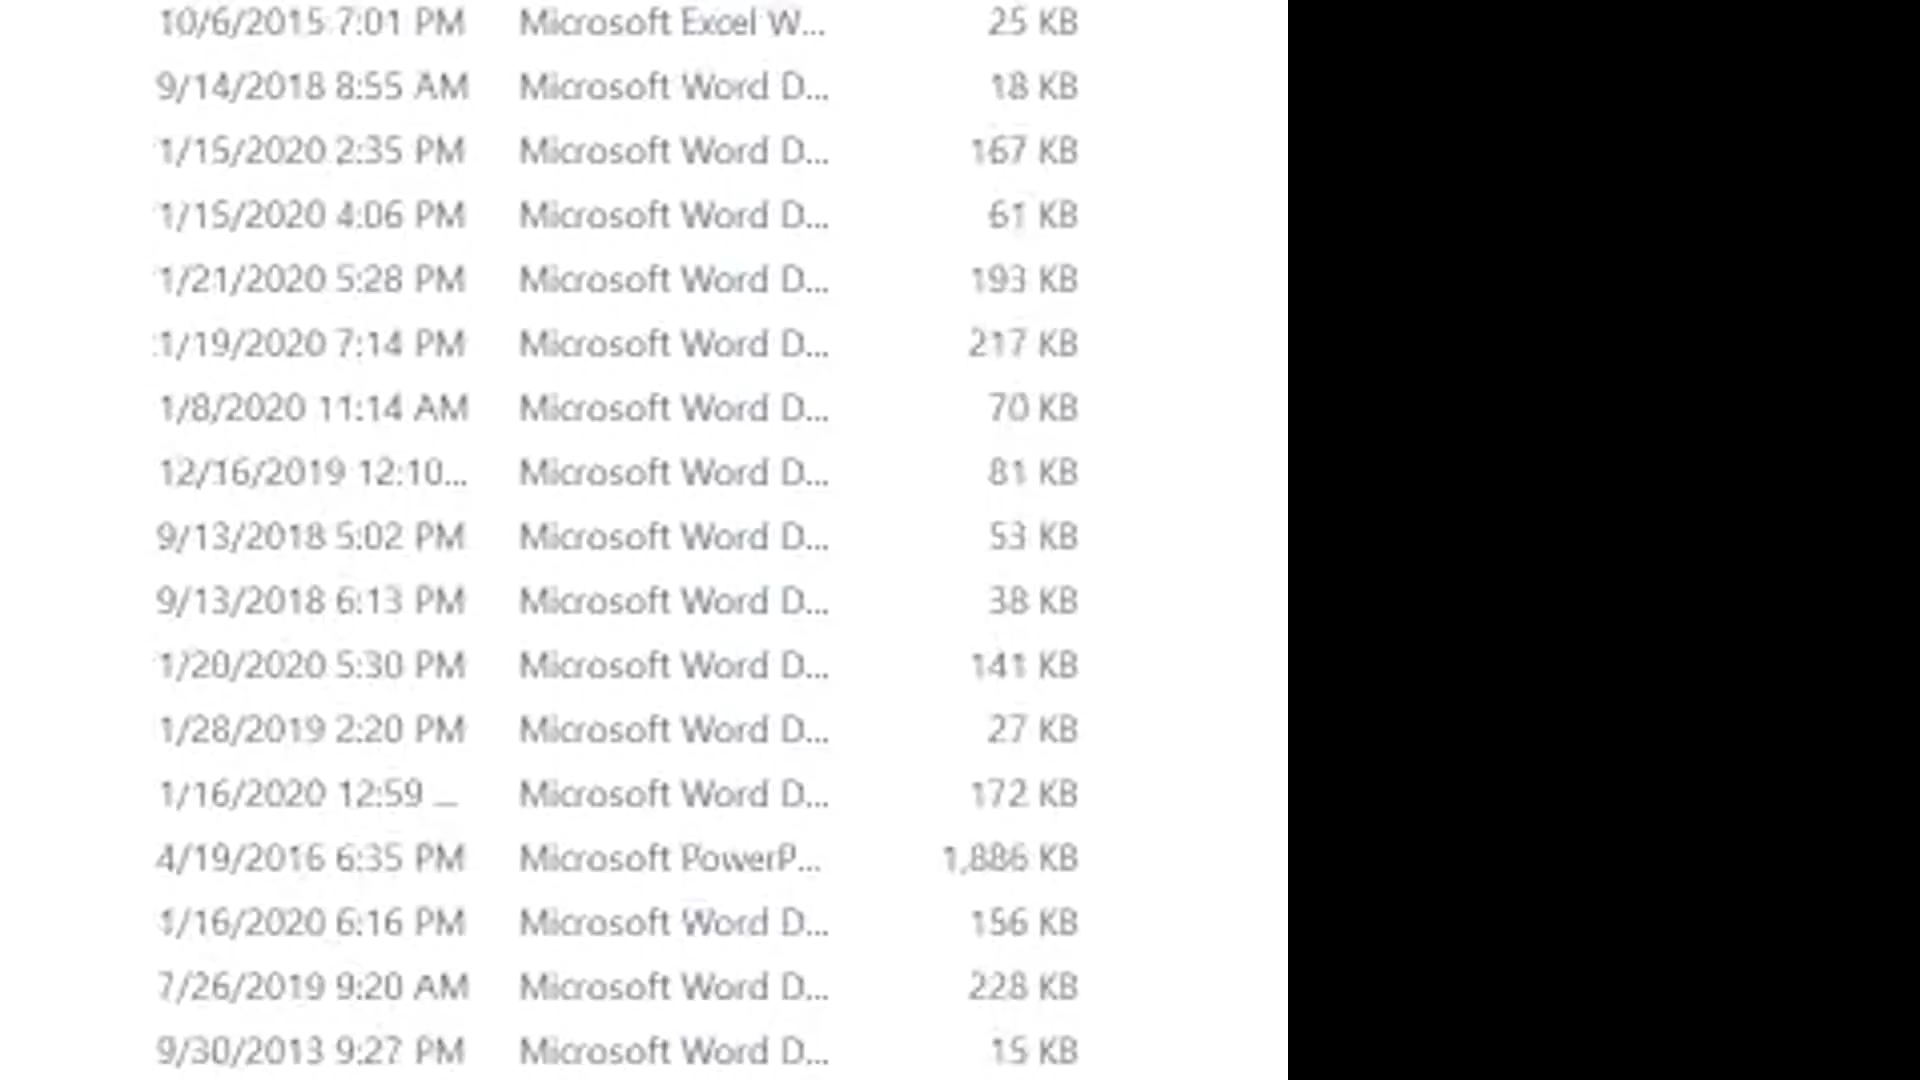 10/6/2015 7:01 PM Microsoft Excel W... 25 KB
9/14/2018 8:55 AM Microsoft Word D... 18 KB
1/15/2020 2:35 PM Microsoft Word D... 167 KB
1/15/2020 4:06 PM Microsoft Word D... 61 KB
1/21/2020 5:28 PM Microsoft Word D... 193 KB
1/19/2020 7:14 PM Microsoft Word D... 217 KB
1/8/2020 11:14 AM Microsoft Word D... 70 KB
12/16/2019 12:10... Microsoft Word D... 81 KB
9/13/2018 5:02 PM Microsoft Word D... 53 KB
9/13/2018 6:13 PM Microsoft Word D... 38 KB
1/20/2020 5:30 PM Microsoft Word D... 141 KB
1/28/2019 2:20 PM Microsoft Word D... 27 KB
1/16/2020 12:59 ... Microsoft Word D... 172 KB
4/19/2016 6:35 PM Microsoft PowerP... 1,886 KB
1/16/2020 6:16 PM Microsoft Word D... 156 KB
7/26/2019 9:20 AM Microsoft Word D... 228 KB
9/30/2013 9:27 PM Microsoft Word D... 15 KB